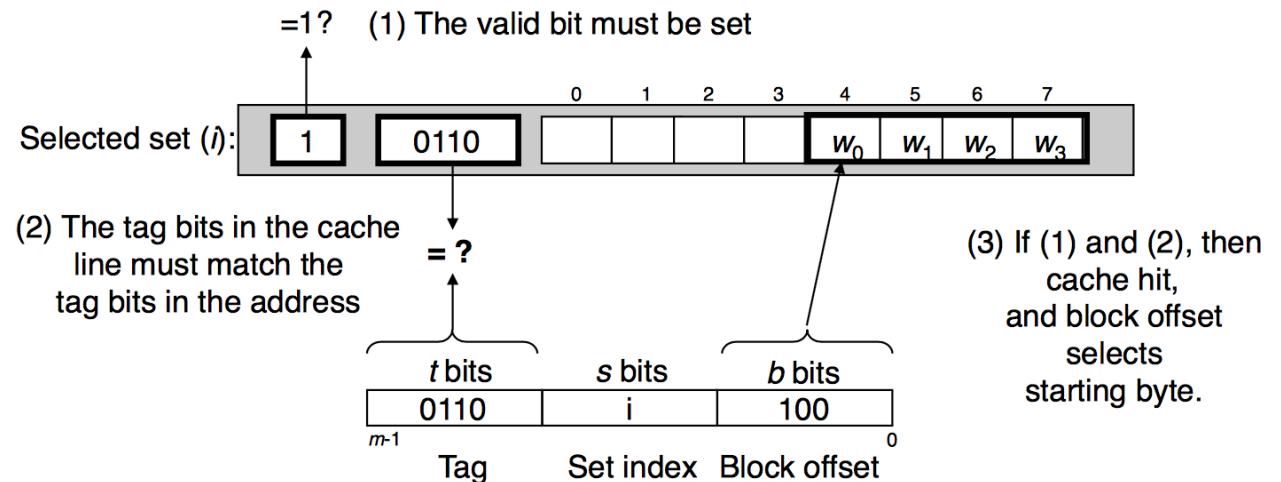 =1? (1) The valid bit must be set
0 1 2 3 4 5 6 7
Selected set (i): 1 0110 w0 w1 w2 w3
(2) The tag bits in the cache
line must match the
tag bits in the address
= ?
(3) If (1) and (2), then
cache hit,
and block offset
selects
starting byte.
t bits s bits b bits
0110 i 100
m-1 0
Tag Set index Block offset